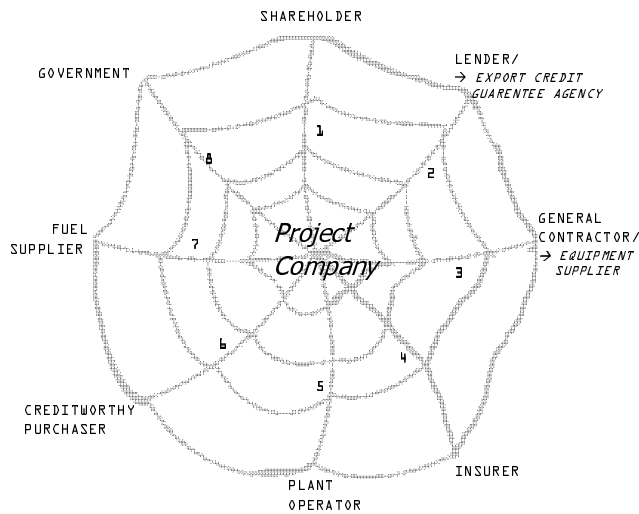 SHAREHOLDER
GOVERNMENT
LENDER/
→ EXPORT CREDIT
GUARENTEE AGENCY
1
8
2
FUEL
SUPPLIER
7
Project
Company
GENERAL
CONTRACTOR/
→ EQUIPMENT
SUPPLIER
3
6
4
5
CREDITWORTHY
PURCHASER
INSURER
PLANT
OPERATOR